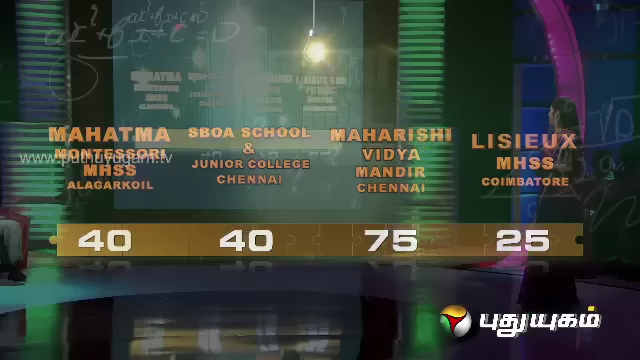 MAHATMA
MONTESSORI
MHSS
ALAGARKOIL
SBOA SCHOOL
&
JUNIOR COLLEGE
CHENNAI
MAHARISHI
VIDYA
MANDIR
CHENNAI
LISIEUX
MHSS
COIMBATORE
www.puthuyugam.tv
40 40 75 25
புதுயுகம்